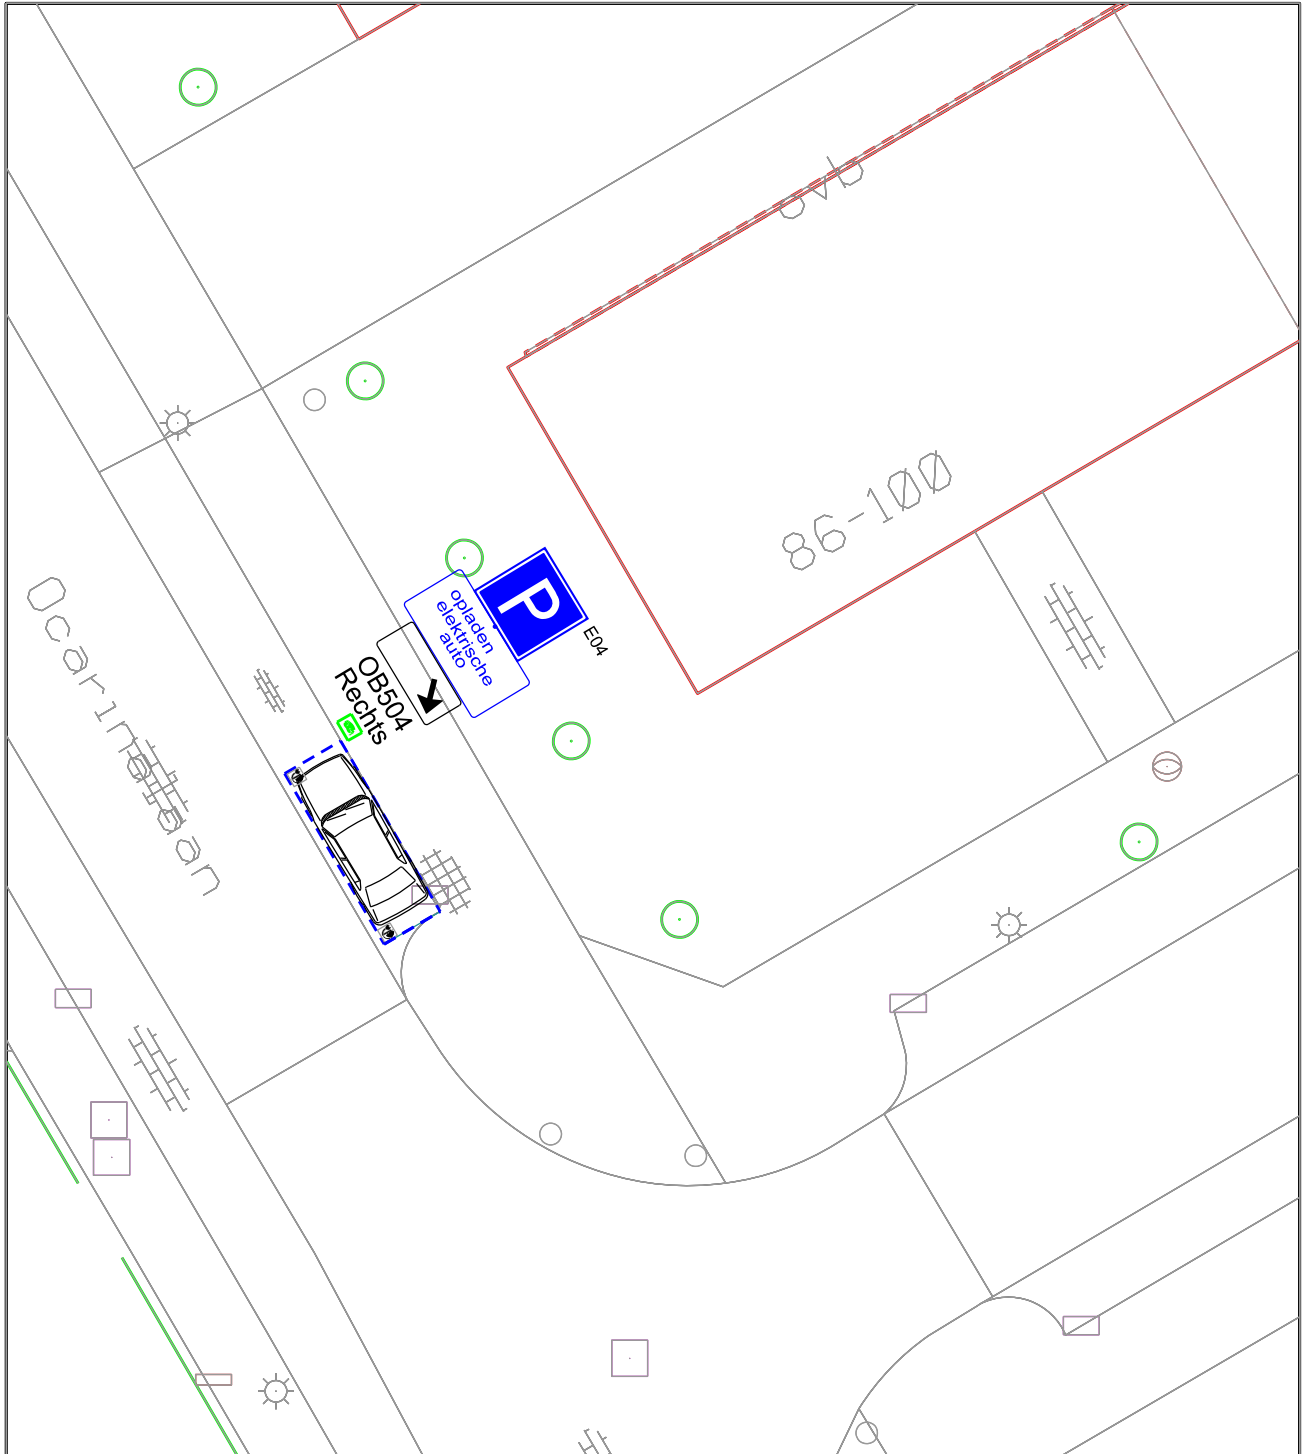 86-100
Ocarinalaan
P
E04
opladen
elektrische
auto
OB504
Rechts